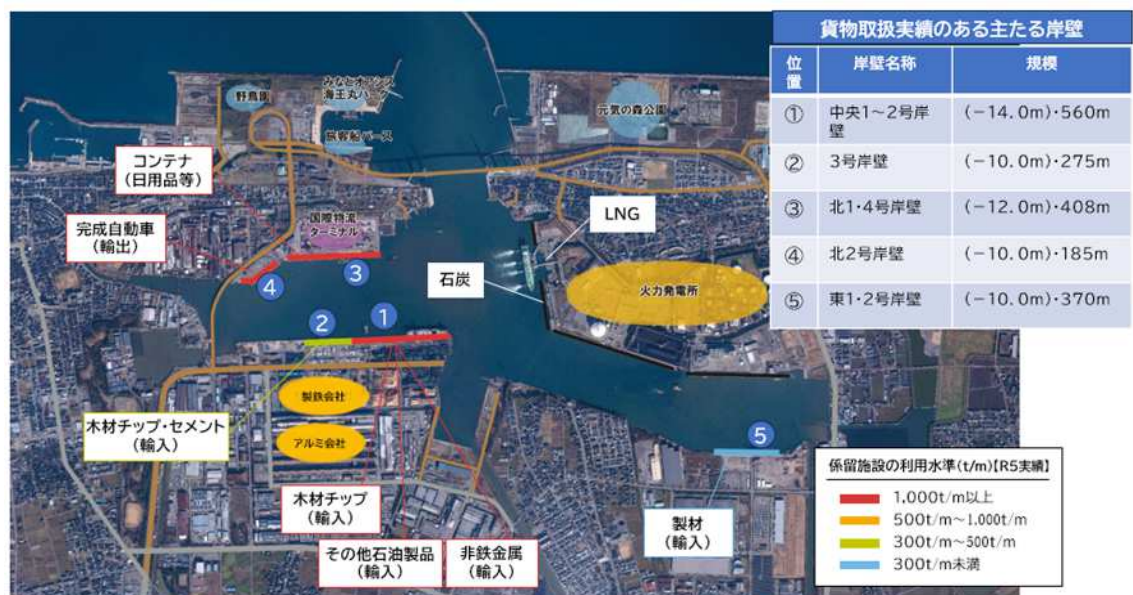 貨物取扱実績のある主たる岸壁
位置
岸壁名称
規模
①
中央1～2号岸壁
(−14.0m)・560m
②
3号岸壁
(−10.0m)・275m
③
北1・4号岸壁
(−12.0m)・408m
④
北2号岸壁
(−10.0m)・185m
⑤
東1・2号岸壁
(−10.0m)・370m
野鳥園
みなとオアシス
海王丸パーク
旅客船バース
元気の森公園
コンテナ
(日用品等)
完成自動車
(輸出)
国際物流
ターミナル
LNG
石炭
火力発電所
3
4
2
1
5
製鉄会社
アルミ会社
木材チップ・セメント
(輸入)
木材チップ
(輸入)
その他石油製品
(輸入)
非鉄金属
(輸入)
製材
(輸入)
係留施設の利用水準(t/m)【R5実績】
1,000t/m以上
500t/m～1,000t/m
300t/m～500t/m
300t/m未満